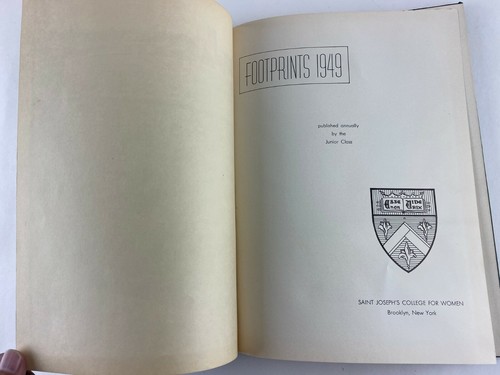 FOOTPRINTS 1949
published annually
by the
Junior Class
SAINT JOSEPH'S COLLEGE FOR WOMEN
Brooklyn, New York